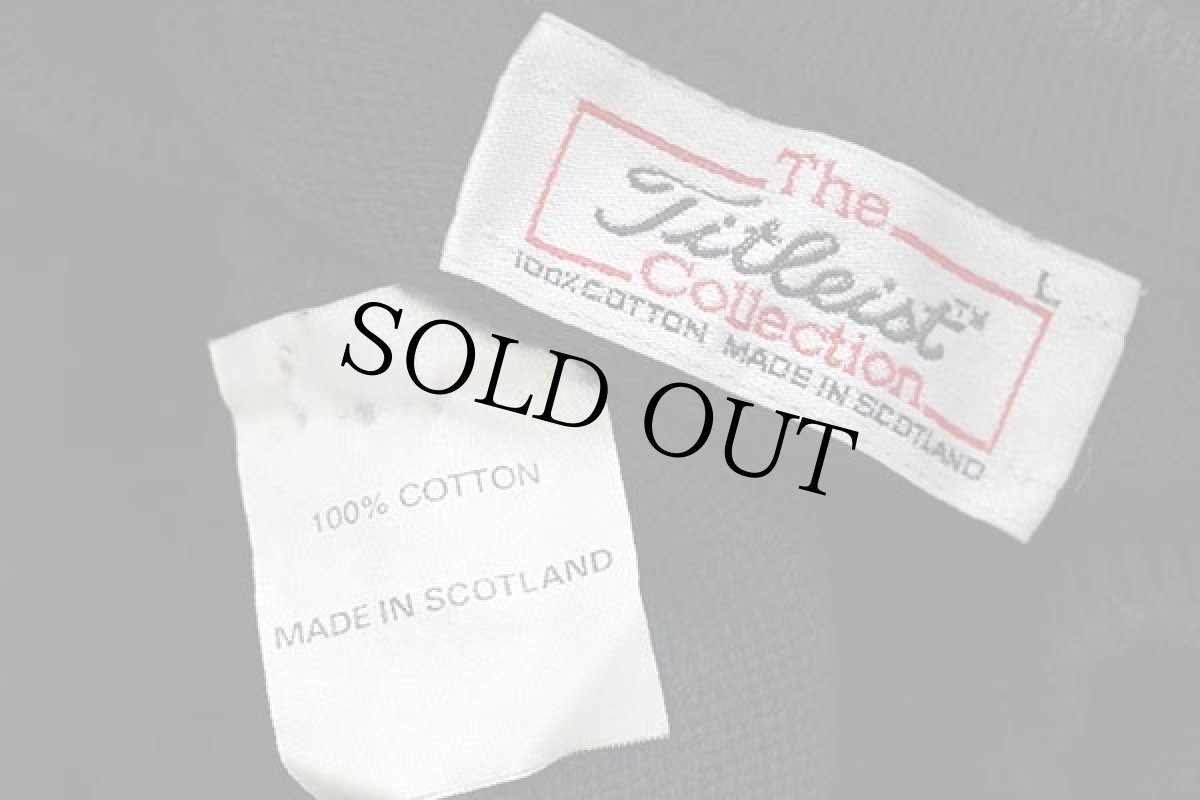 The
Titleist™
Collection
L
100% COTTON MADE IN SCOTLAND
SOLD OUT
100% COTTON
MADE IN SCOTLAND